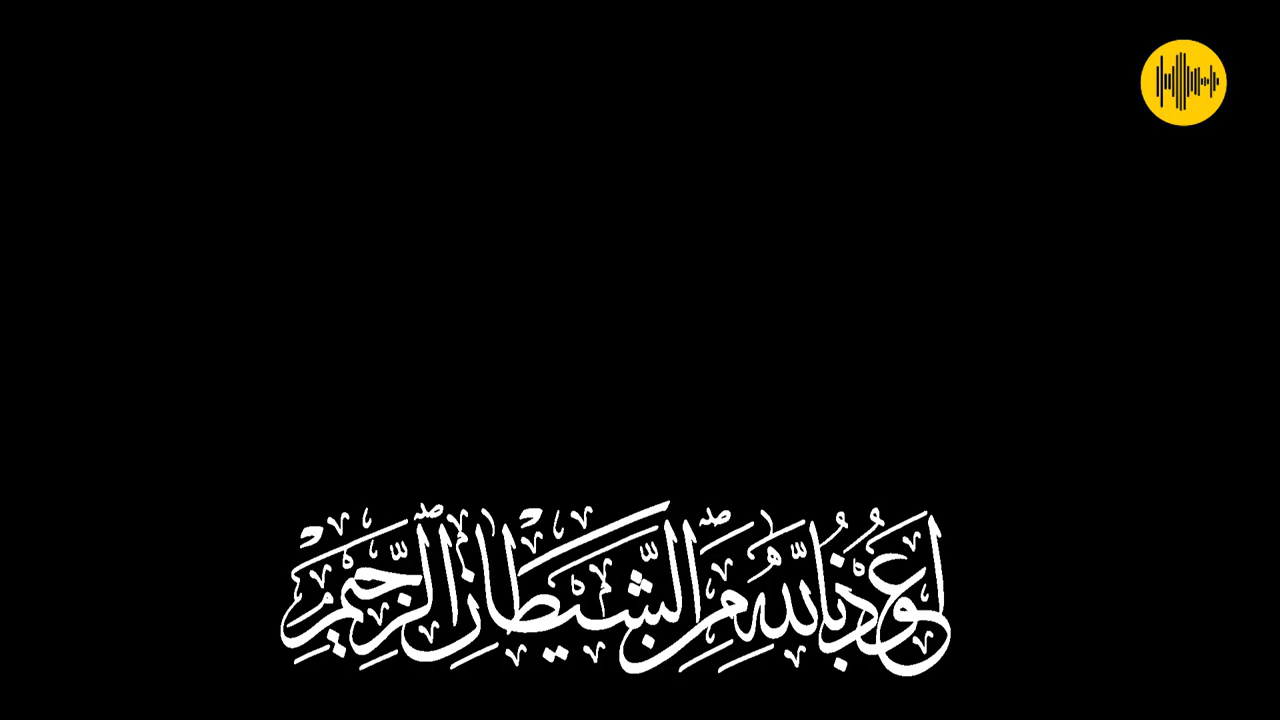 أَعُوذُ بِاللَّهِ مِنَ الشَّيْطَانِ الرَّجِيمِ